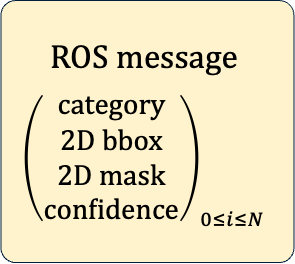 ROS message
category
2D bbox
2D mask
confidence
0≤i≤N